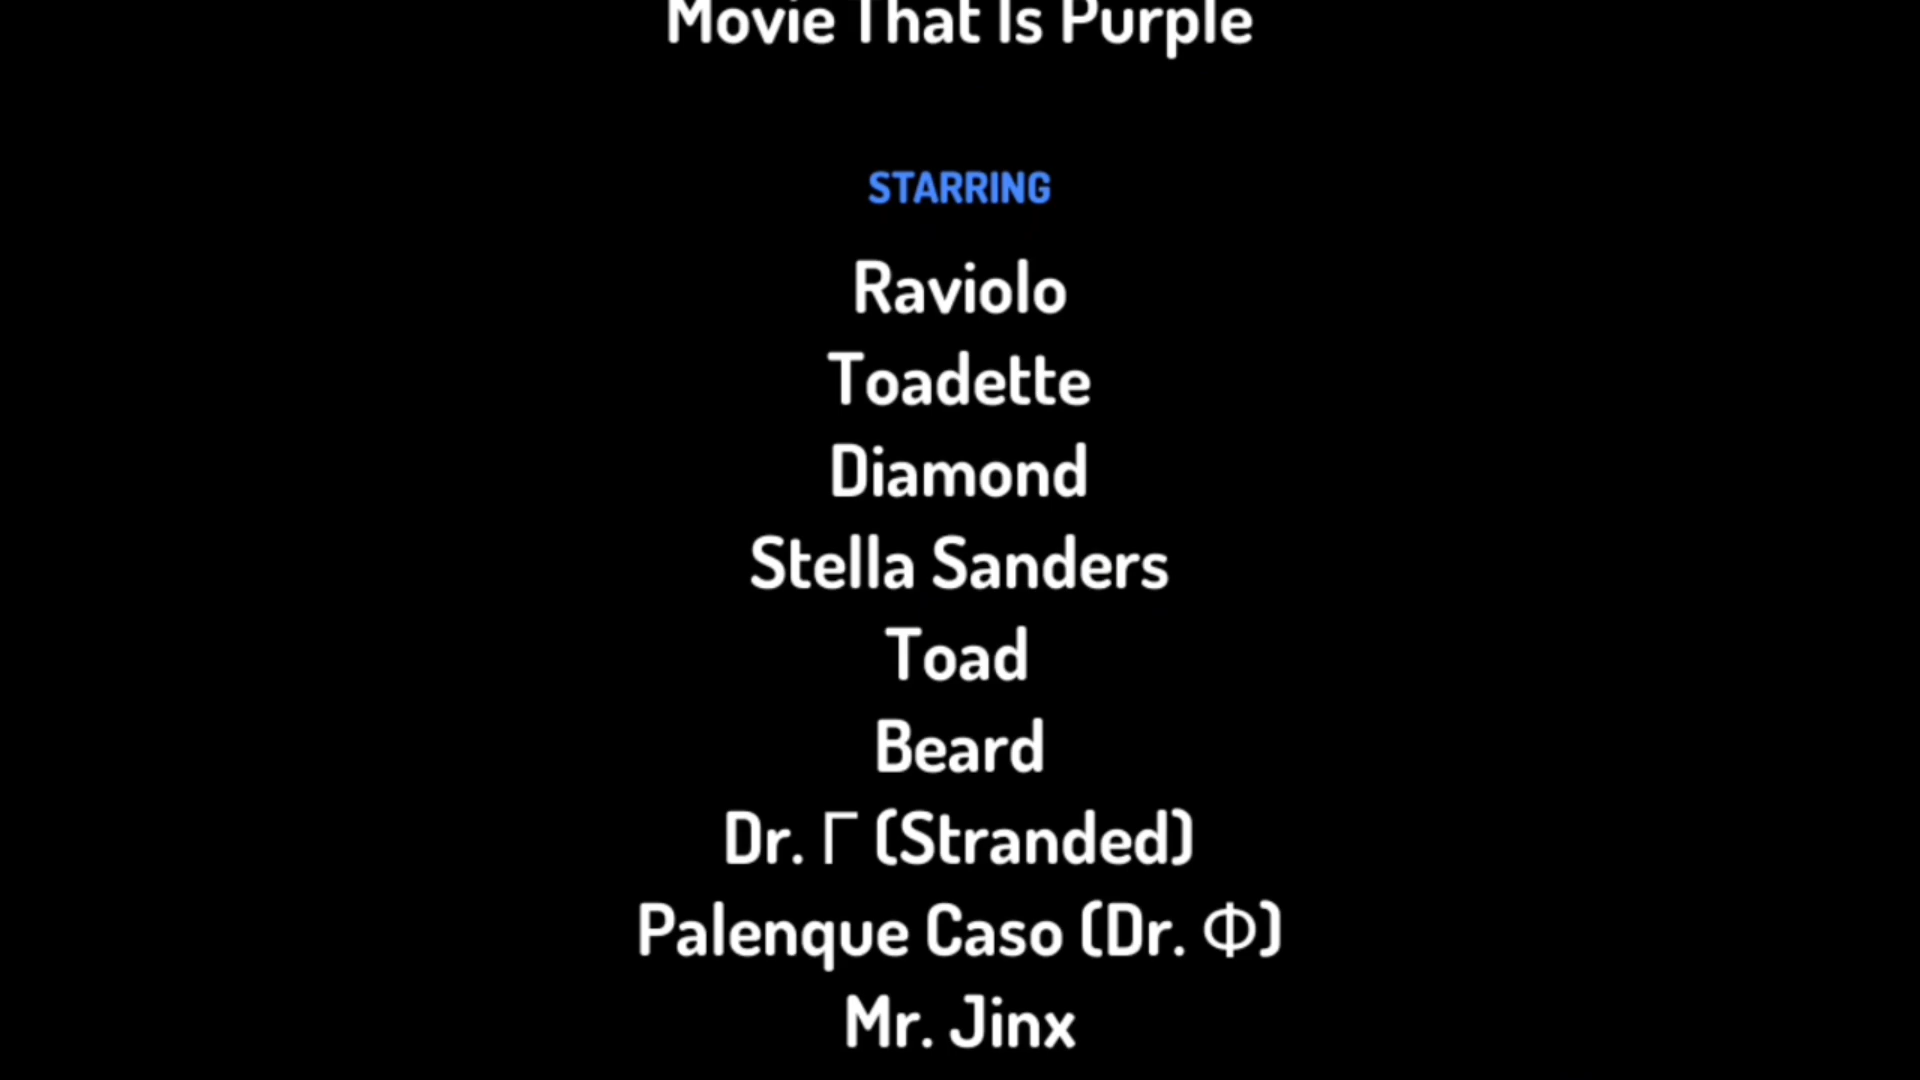 Movie That Is Purple
STARRING
Raviolo
Toadette
Diamond
Stella Sanders
Toad
Beard
Dr. Γ (Stranded)
Palenque Caso (Dr. Φ)
Mr. Jinx